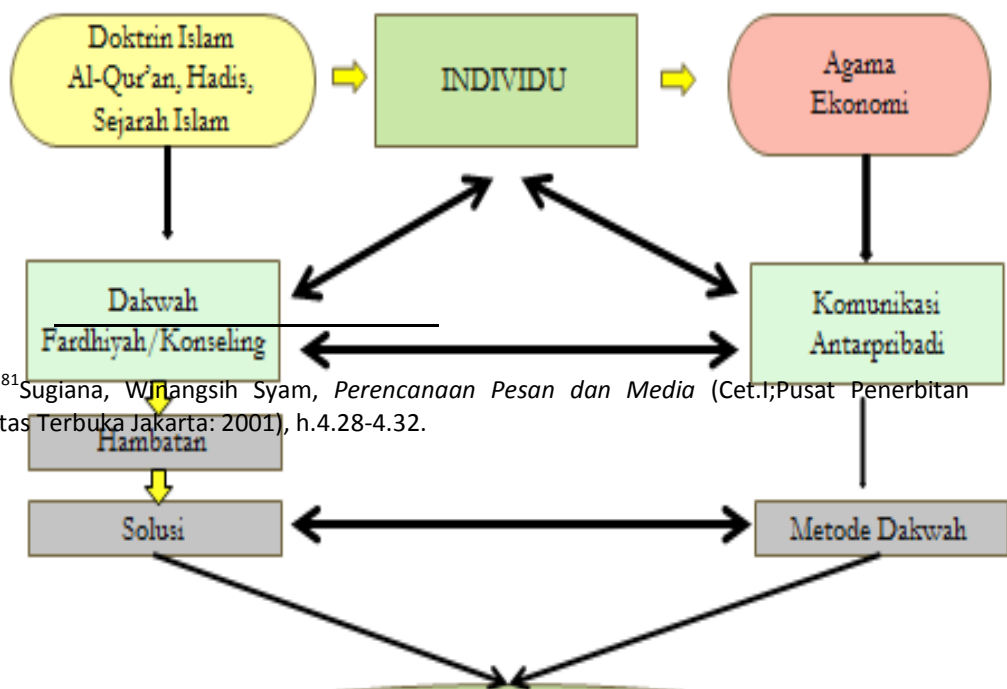 Doktrin Islam
Al-Qur'an, Hadis,
Sejarah Islam
INDIVIDU
Agama
Ekonomi
Dakwah
Fardhiyah/Konseling
Komunikasi
Antarpribadi
81Sugiana, Winangsih Syam, Perencanaan Pesan dan Media (Cet.I;Pusat Penerbitan
tas Terbuka Jakarta: 2001), h.4.28-4.32.
Hambatan
Solusi
Metode Dakwah